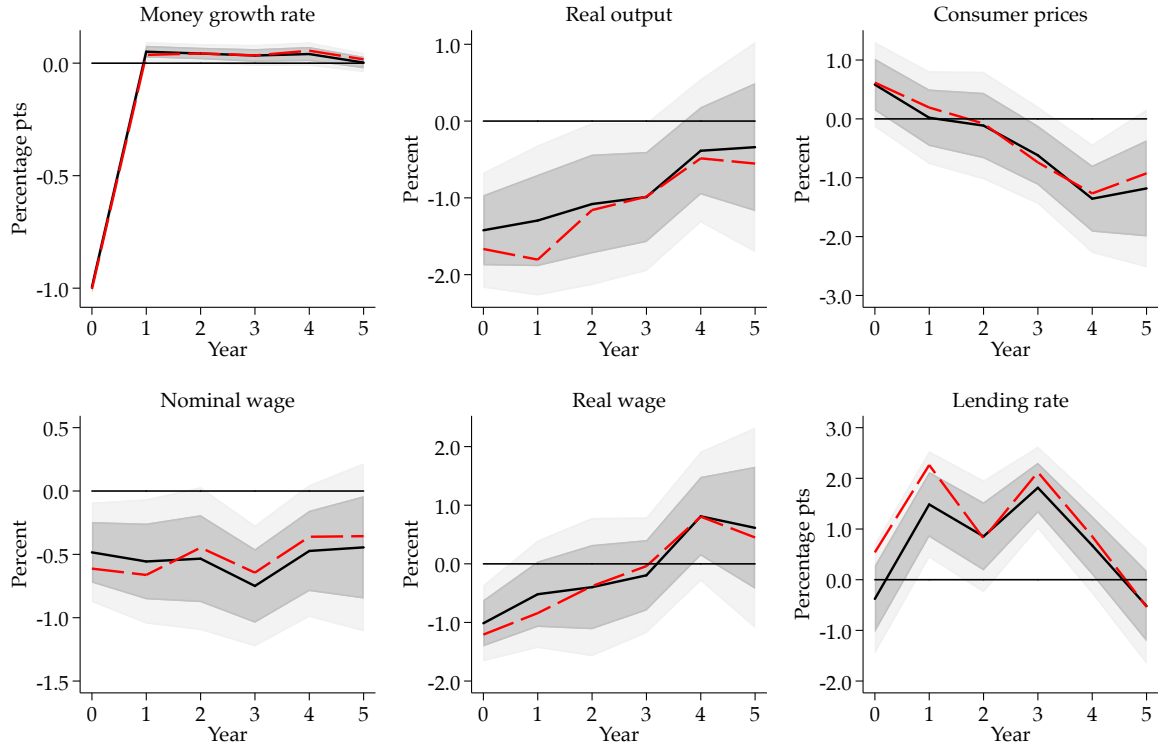 Money growth rate
Percentage pts
0.0
-0.5
-1.0
0 1 2 3 4 5
Year
Real output
Percent
1.0
0.0
-1.0
-2.0
0 1 2 3 4 5
Year
Consumer prices
Percent
1.0
0.0
-1.0
-2.0
-3.0
0 1 2 3 4 5
Year
Nominal wage
Percent
0.5
0.0
-0.5
-1.0
-1.5
0 1 2 3 4 5
Year
Real wage
Percent
2.0
1.0
0.0
-1.0
-2.0
0 1 2 3 4 5
Year
Lending rate
Percentage pts
3.0
2.0
1.0
0.0
-1.0
-2.0
0 1 2 3 4 5
Year